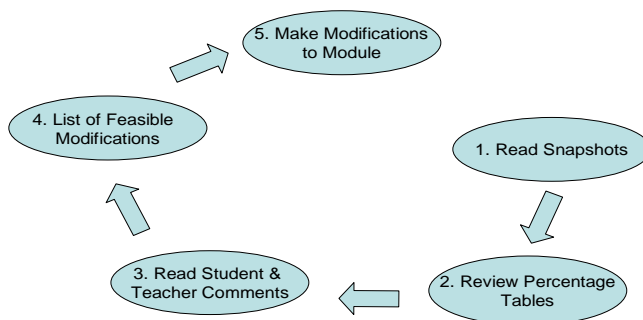 5. Make Modifications
to Module
4. List of Feasible
Modifications
1. Read Snapshots
3. Read Student &
Teacher Comments
2. Review Percentage
Tables